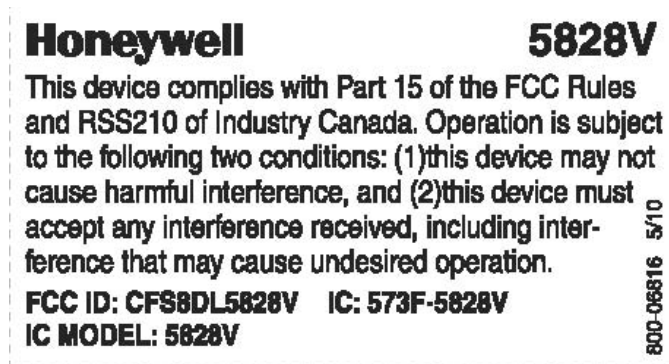 Honeywell 5828V
This device complies with Part 15 of the FCC Rules
and RSS210 of Industry Canada. Operation is subject
to the following two conditions: (1)this device may not
cause harmful interference, and (2)this device must
accept any interference received, including inter-
ference that may cause undesired operation.
FCC ID: CFS8DL5828V IC: 573F-5828V
IC MODEL: 5828V
800-06816 5/10